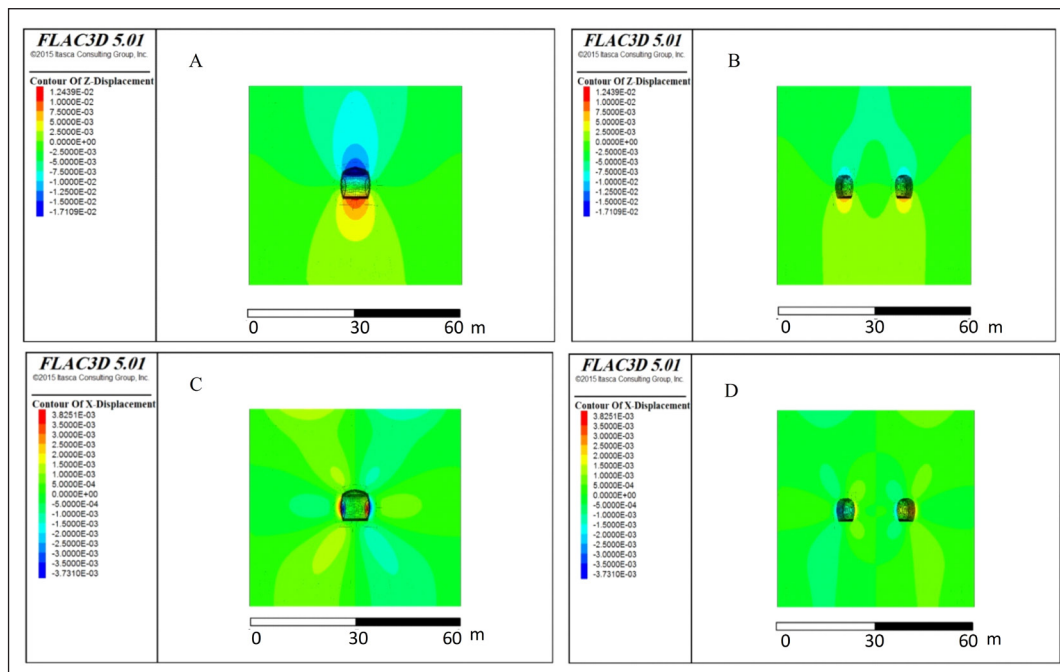 FLAC3D 5.01
©2015 Itasca Consulting Group, Inc.
Contour Of Z-Displacement
1.2439E-02
1.0000E-02
7.5000E-03
5.0000E-03
2.5000E-03
0.0000E+00
-2.5000E-03
-5.0000E-03
-7.5000E-03
-1.0000E-02
-1.2500E-02
-1.5000E-02
-1.7109E-02
A
0 30 60 m
FLAC3D 5.01
©2015 Itasca Consulting Group, Inc.
Contour Of Z-Displacement
1.2439E-02
1.0000E-02
7.5000E-03
5.0000E-03
2.5000E-03
0.0000E+00
-2.5000E-03
-5.0000E-03
-7.5000E-03
-1.0000E-02
-1.2500E-02
-1.5000E-02
-1.7109E-02
B
0 30 60 m
FLAC3D 5.01
©2015 Itasca Consulting Group, Inc.
Contour Of X-Displacement
3.8251E-03
3.5000E-03
3.0000E-03
2.5000E-03
2.0000E-03
1.5000E-03
1.0000E-03
5.0000E-04
0.0000E+00
-5.0000E-04
-1.0000E-03
-1.5000E-03
-2.0000E-03
-2.5000E-03
-3.0000E-03
-3.5000E-03
-3.7310E-03
C
0 30 60 m
FLAC3D 5.01
©2015 Itasca Consulting Group, Inc.
Contour Of X-Displacement
3.8251E-03
3.5000E-03
3.0000E-03
2.5000E-03
2.0000E-03
1.5000E-03
1.0000E-03
5.0000E-04
0.0000E+00
-5.0000E-04
-1.0000E-03
-1.5000E-03
-2.0000E-03
-2.5000E-03
-3.0000E-03
-3.5000E-03
-3.7310E-03
D
0 30 60 m